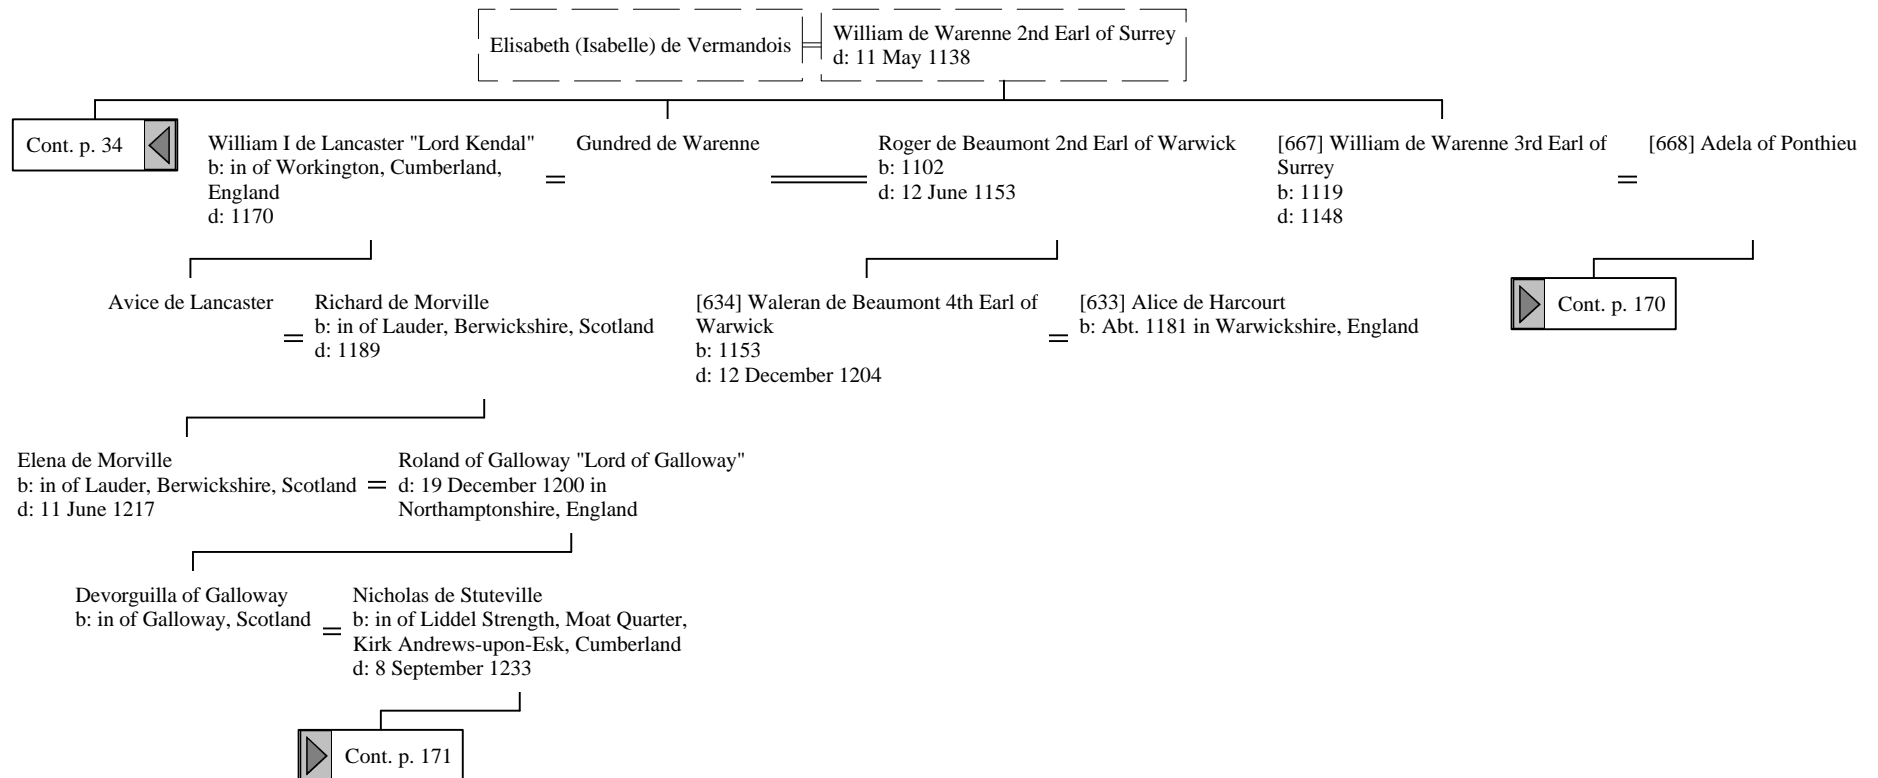 Elisabeth (Isabelle) de Vermandois
William de Warenne 2nd Earl of Surrey
d: 11 May 1138
Cont. p. 34
William I de Lancaster "Lord Kendal"
b: in of Workington, Cumberland,
England
d: 1170
=
Gundred de Warenne
Roger de Beaumont 2nd Earl of Warwick
b: 1102
d: 12 June 1153
[667] William de Warenne 3rd Earl of
Surrey
b: 1119
d: 1148
=
[668] Adela of Ponthieu
Avice de Lancaster
=
Richard de Morville
b: in of Lauder, Berwickshire, Scotland
d: 1189
[634] Waleran de Beaumont 4th Earl of
Warwick
b: 1153
d: 12 December 1204
=
[633] Alice de Harcourt
b: Abt. 1181 in Warwickshire, England
Cont. p. 170
Elena de Morville
b: in of Lauder, Berwickshire, Scotland
d: 11 June 1217
=
Roland of Galloway "Lord of Galloway"
d: 19 December 1200 in
Northamptonshire, England
Devorguilla of Galloway
b: in of Galloway, Scotland
=
Nicholas de Stuteville
b: in of Liddel Strength, Moat Quarter,
Kirk Andrews-upon-Esk, Cumberland
d: 8 September 1233
Cont. p. 171